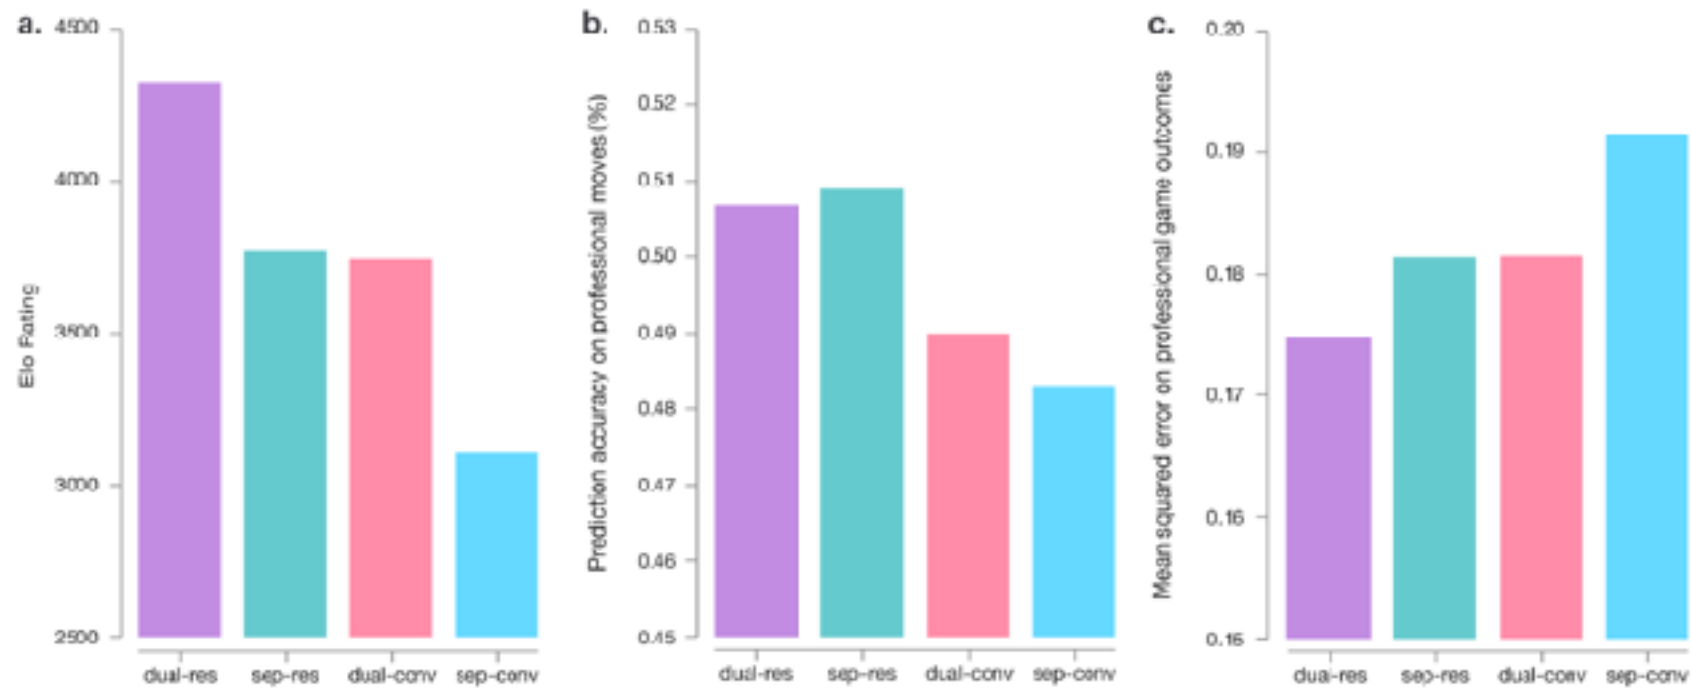 a.
Elo Rating
4500
4000
3500
3000
2500
dual-res sep-res dual-conv sep-conv
b.
Prediction accuracy on professional moves (%)
0.53
0.52
0.51
0.50
0.49
0.48
0.47
0.46
0.45
dual-res sep-res dual-conv sep-conv
c.
Mean squared error on professional game outcomes
0.20
0.19
0.18
0.17
0.16
0.15
dual-res sep-res dual-conv sep-conv